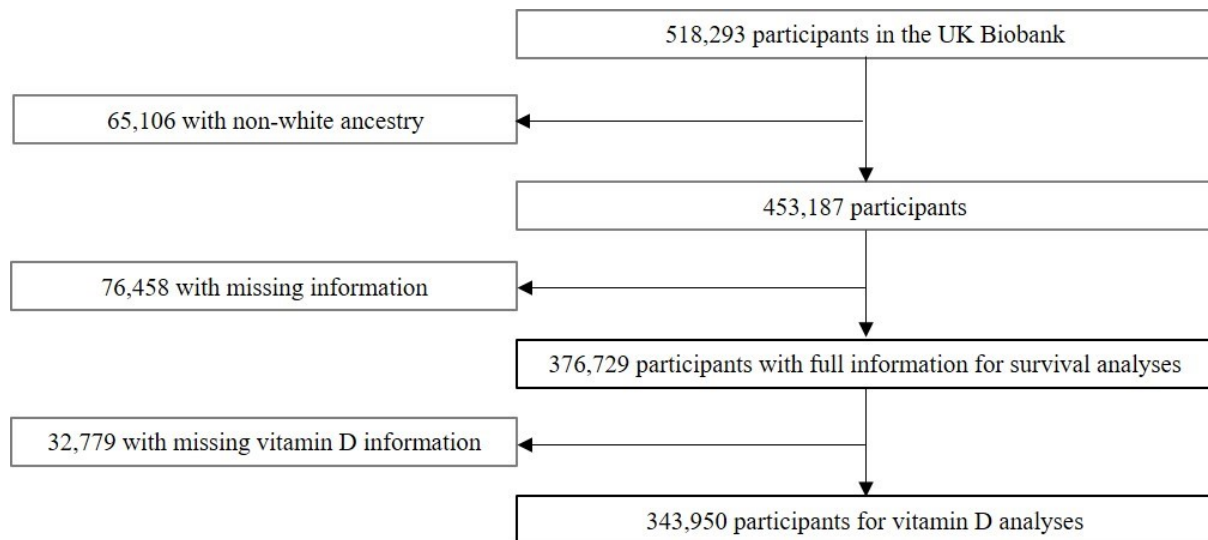 518,293 participants in the UK Biobank
65,106 with non-white ancestry
453,187 participants
76,458 with missing information
376,729 participants with full information for survival analyses
32,779 with missing vitamin D information
343,950 participants for vitamin D analyses